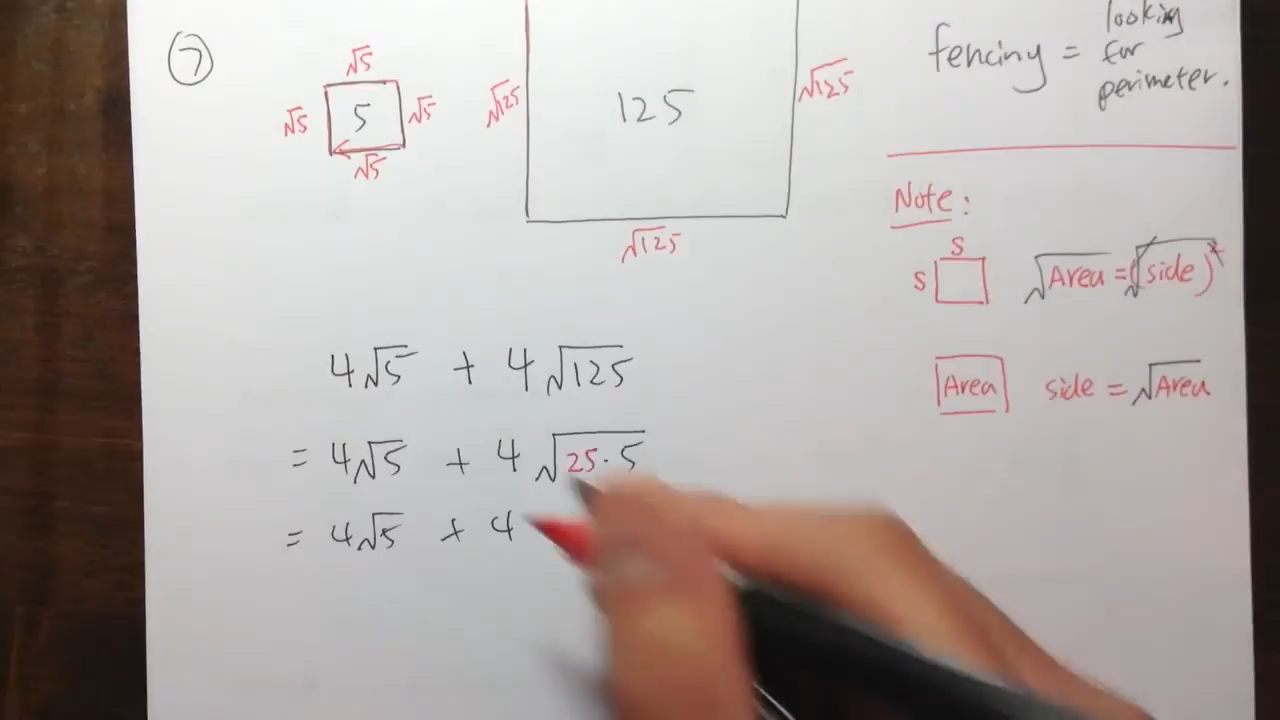 ⑦
√5
√5 5 √5
√5
√125 125 √125
√125
fencing = looking
for
perimeter.
Note:
s
s √Area = √(side)²
Area side = √Area
4√5 + 4√125
= 4√5 + 4√25·5
= 4√5 + 4